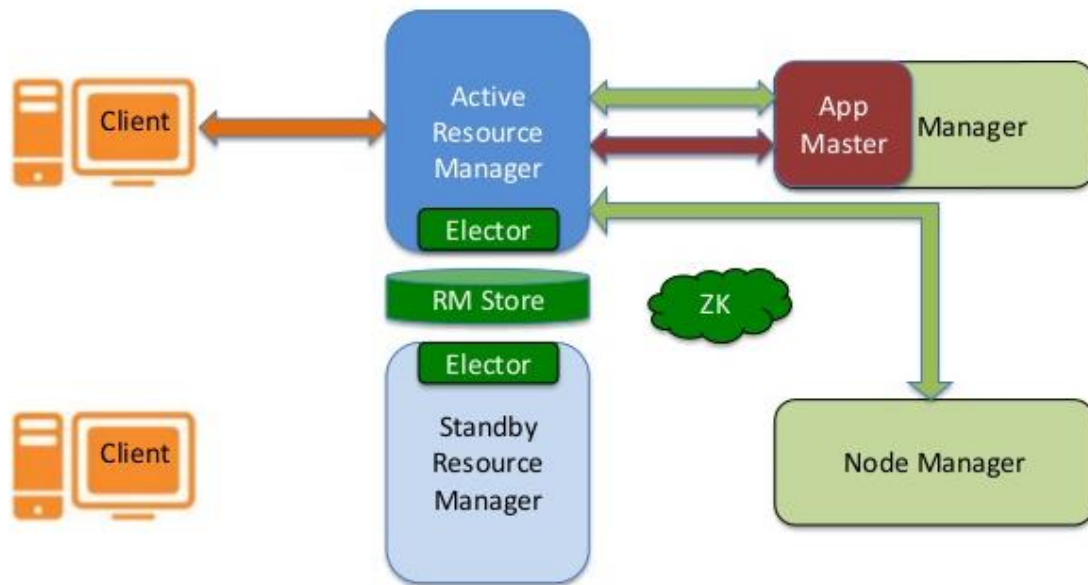 Client
Active
Resource
Manager
Elector
App
Master
Manager
RM Store
ZK
Elector
Client
Standby
Resource
Manager
Node Manager